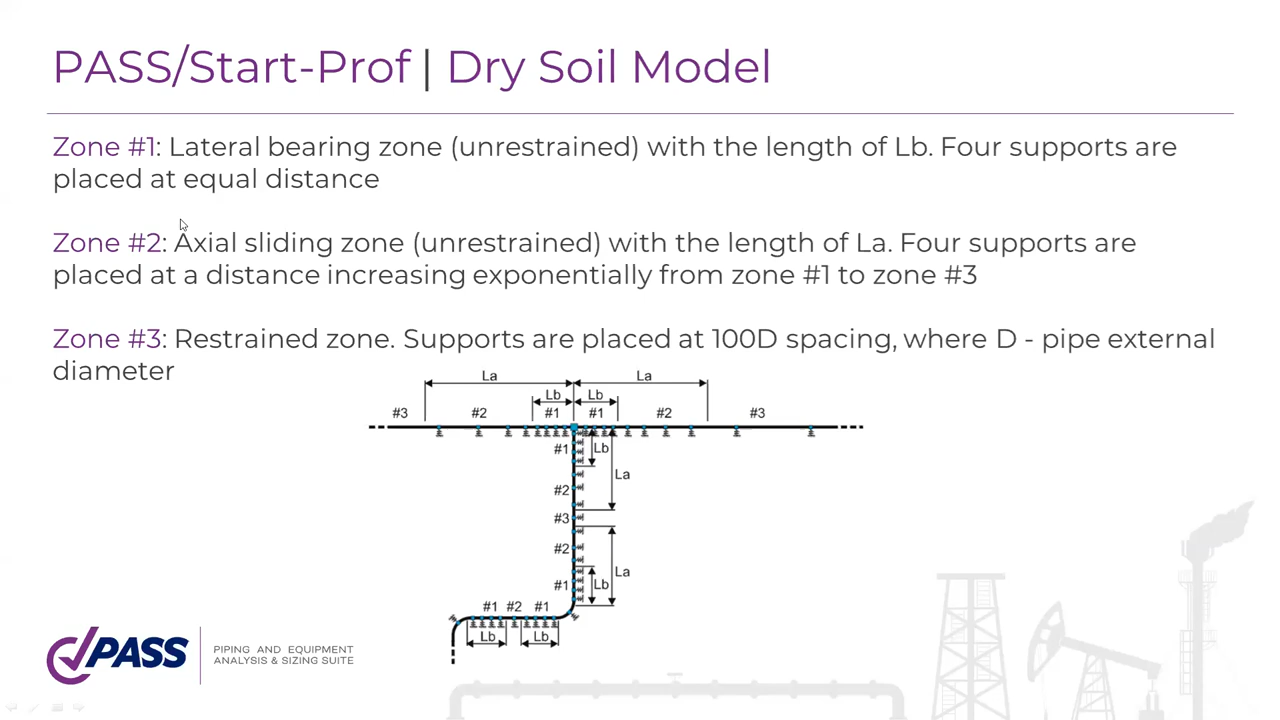 PASS/Start-Prof | Dry Soil Model
Zone #1: Lateral bearing zone (unrestrained) with the length of Lb. Four supports are
placed at equal distance
Zone #2: Axial sliding zone (unrestrained) with the length of La. Four supports are
placed at a distance increasing exponentially from zone #1 to zone #3
Zone #3: Restrained zone. Supports are placed at 100D spacing, where D - pipe external
diameter
La La
Lb Lb
#3 #2 #1 #1 #2 #3
#1 Lb
La
#2
#3
#2
La
#1 Lb
#1 #2 #1
Lb Lb
PASS
PIPING AND EQUIPMENT
ANALYSIS & SIZING SUITE